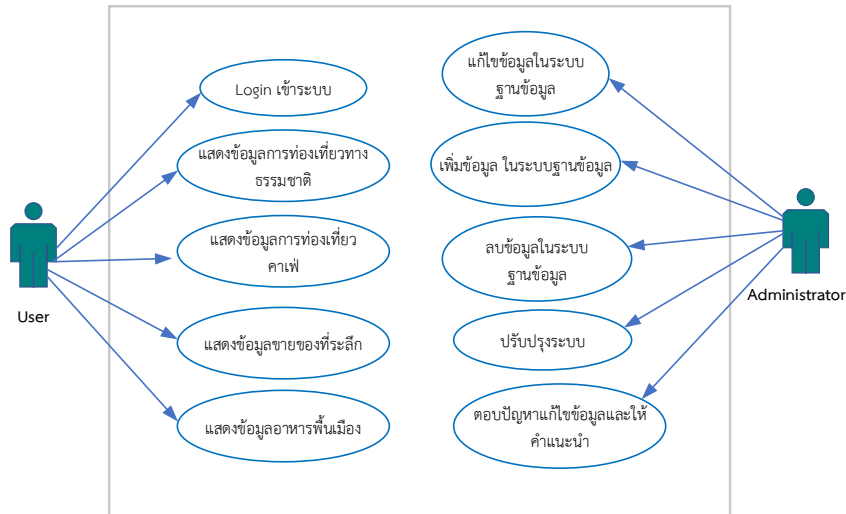 Login เข้าระบบ
แสดงข้อมูลการท่องเที่ยวทาง
ธรรมชาติ
แสดงข้อมูลการท่องเที่ยว
คาเฟ่
แสดงข้อมูลขายของที่ระลึก
แสดงข้อมูลอาหารพื้นเมือง
User
แก้ไขข้อมูลในระบบ
ฐานข้อมูล
เพิ่มข้อมูล ในระบบฐานข้อมูล
ลบข้อมูลในระบบ
ฐานข้อมูล
ปรับปรุงระบบ
ตอบปัญหาแก้ไขข้อมูลและให้
คำแนะนำ
Administrator